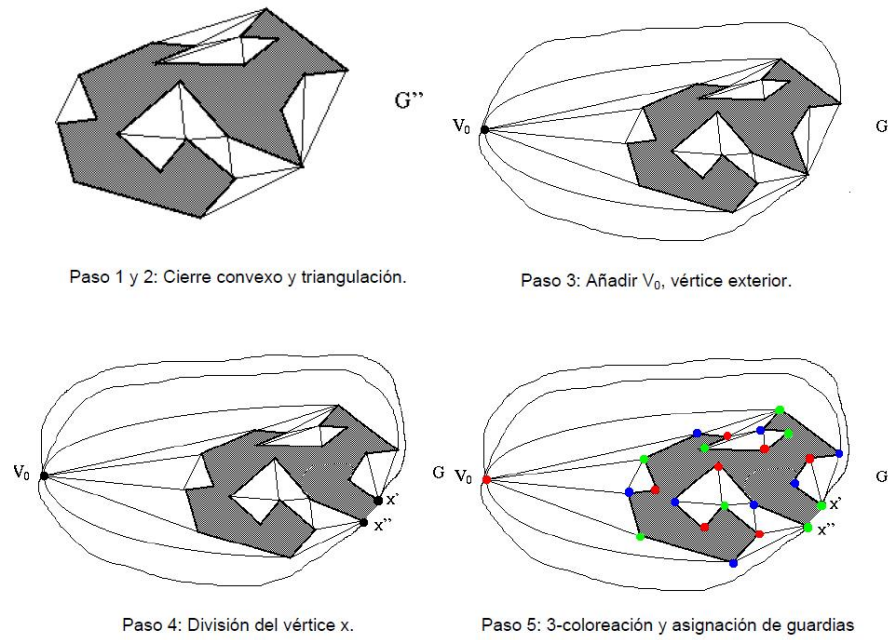 G''
V₀
G
Paso 1 y 2: Cierre convexo y triangulación.
Paso 3: Añadir V₀, vértice exterior.
V₀
x'
x''
G
V₀
x'
x''
G
Paso 4: División del vértice x.
Paso 5: 3-coloreación y asignación de guardias